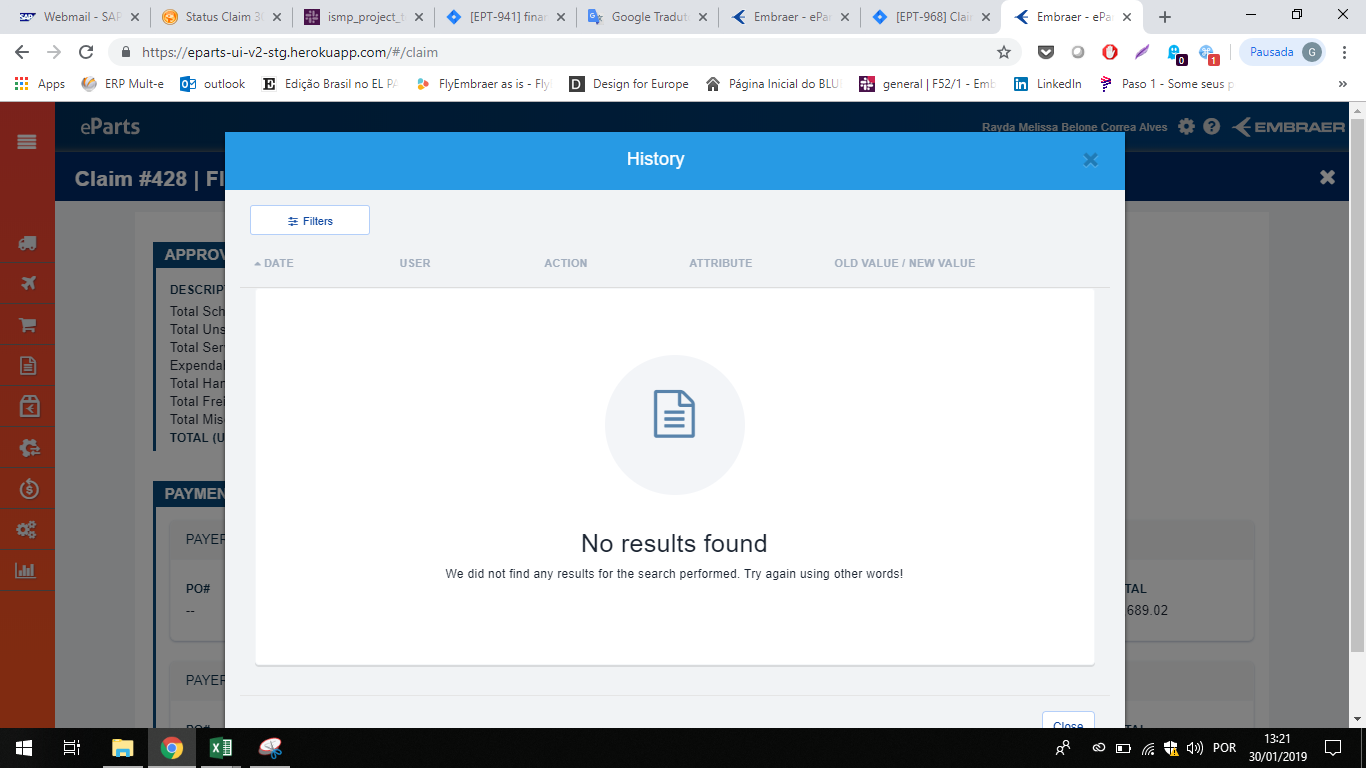 Webmail - SAP
Status Claim 30
ismp_project_t
[EPT-941] finan
Google Tradut
Embraer - ePar
[EPT-968] Clain
Embraer - ePar
https://eparts-ui-v2-stg.herokuapp.com/#/claim
Pausada G
Apps
ERP Mult-e
outlook
Edição Brasil no EL PA
FlyEmbraer as is - Fly
Design for Europe
Página Inicial do BLU
general | F52/1 - Emb
LinkedIn
Paso 1 - Some seus p
»
eParts
Rayda Melissa Belone Correa Alves
EMBRAER
Claim #428 | Fl
History
Filters
DATE USER ACTION ATTRIBUTE OLD VALUE / NEW VALUE
APPROV
DESCRIPT
Total Sch
Total Uns
Total Ser
Expendal
Total Han
Total Frei
Total Mis
TOTAL (U
No results found
We did not find any results for the search performed. Try again using other words!
PAYMEN
PAYER
PO# TAL
-- 689.02
PAYER
PO# TAL
Close
POR
13:21
30/01/2019